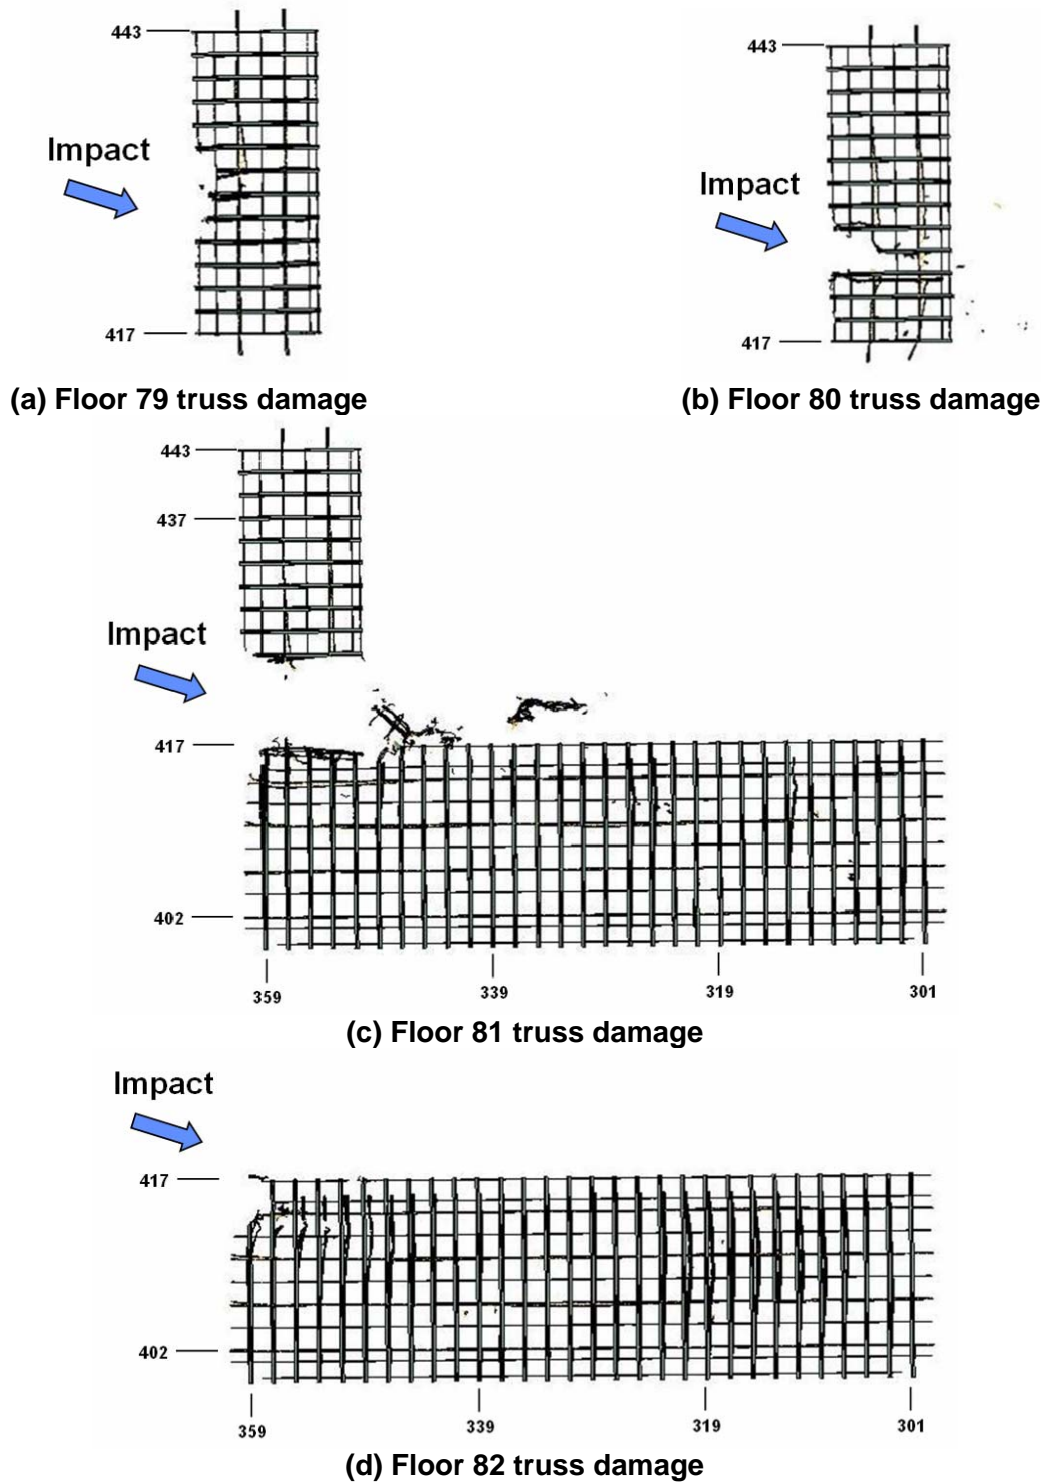 443
443
Impact
Impact
417
417
(a) Floor 79 truss damage
(b) Floor 80 truss damage
443
437
Impact
417
402
359
339
319
301
(c) Floor 81 truss damage
Impact
417
402
359
339
319
301
(d) Floor 82 truss damage